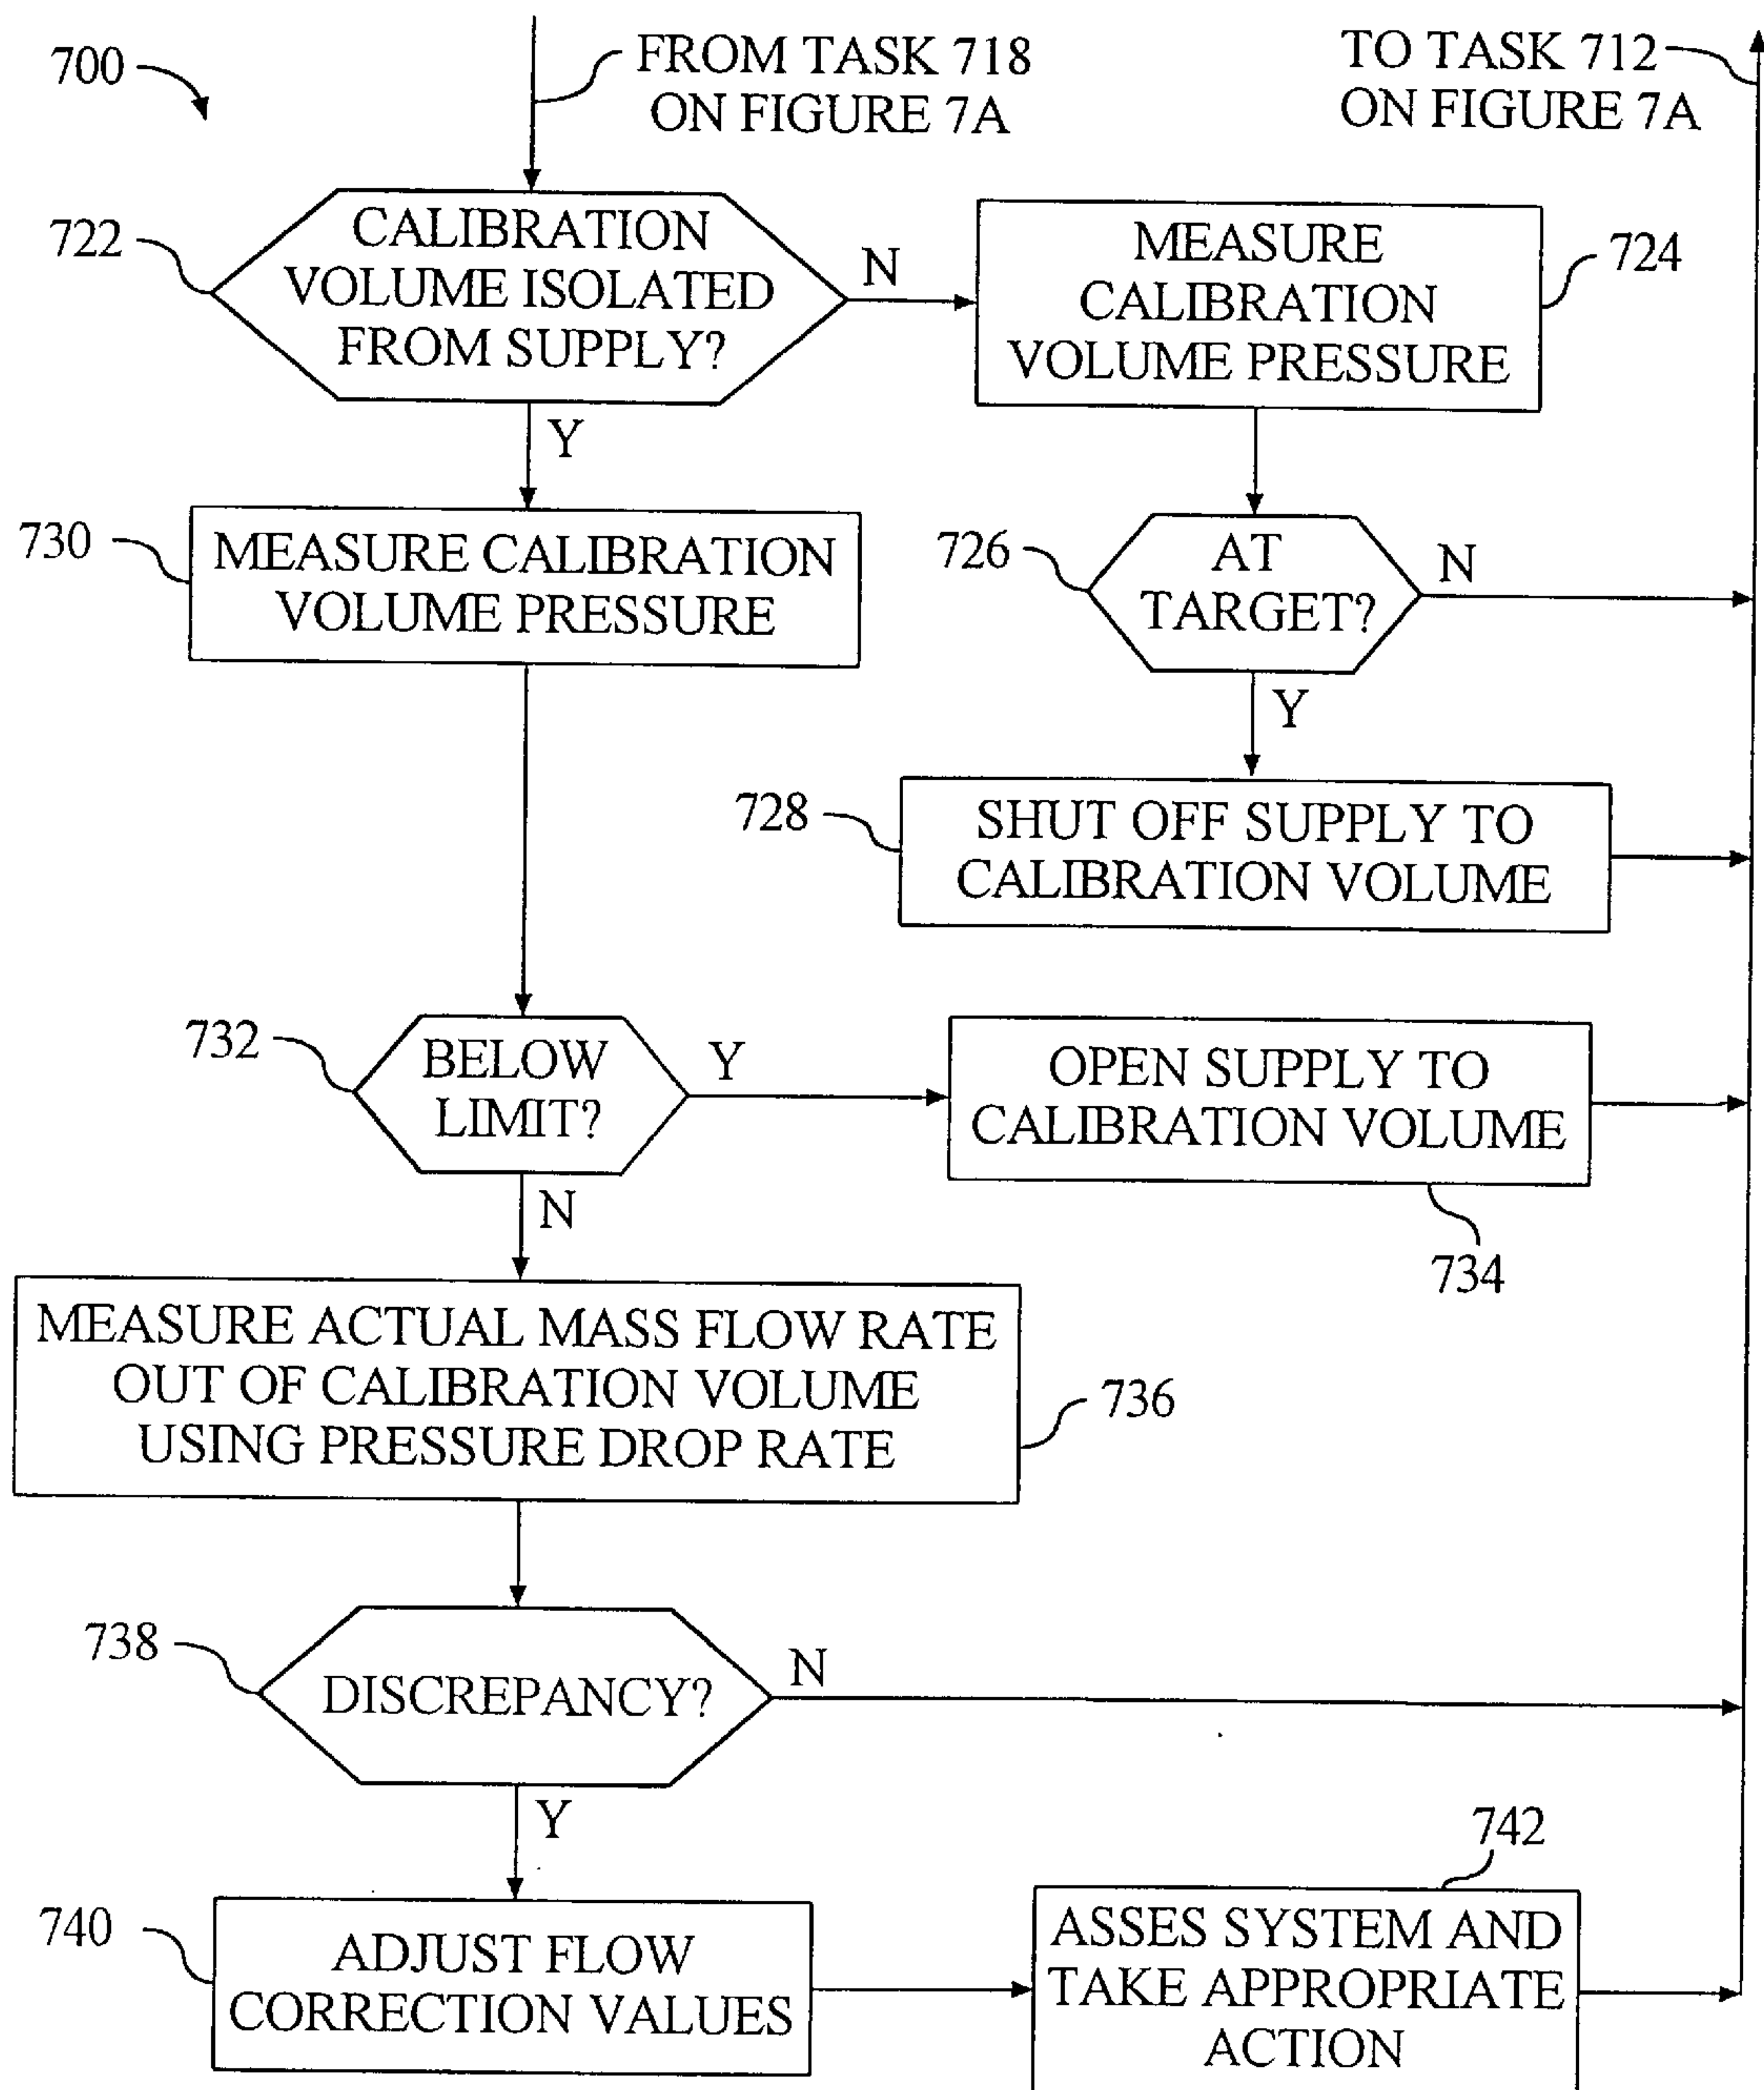 700
FROM TASK 718
ON FIGURE 7A
TO TASK 712
ON FIGURE 7A
722
CALIBRATION
VOLUME ISOLATED
FROM SUPPLY?
N
Y
MEASURE
CALIBRATION
VOLUME PRESSURE
724
730
MEASURE CALIBRATION
VOLUME PRESSURE
726
AT
TARGET?
N
Y
728
SHUT OFF SUPPLY TO
CALIBRATION VOLUME
732
BELOW
LIMIT?
Y
N
OPEN SUPPLY TO
CALIBRATION VOLUME
734
MEASURE ACTUAL MASS FLOW RATE
OUT OF CALIBRATION VOLUME
USING PRESSURE DROP RATE
736
738
DISCREPANCY?
N
Y
740
ADJUST FLOW
CORRECTION VALUES
742
ASSES SYSTEM AND
TAKE APPROPRIATE
ACTION